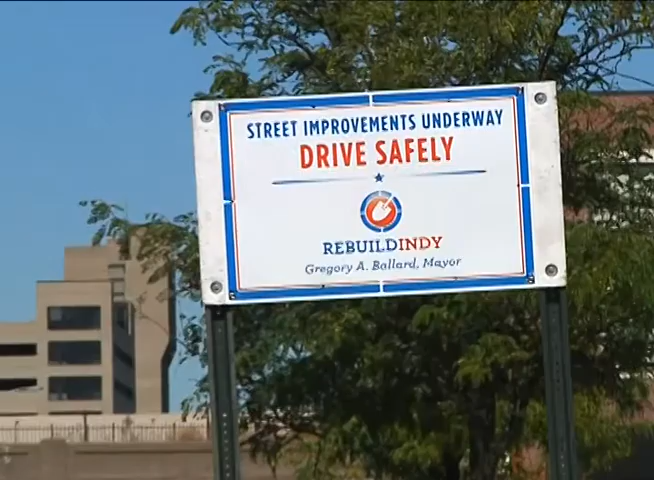 STREET IMPROVEMENTS UNDERWAY
DRIVE SAFELY
REBUILDINDY
Gregory A. Ballard, Mayor